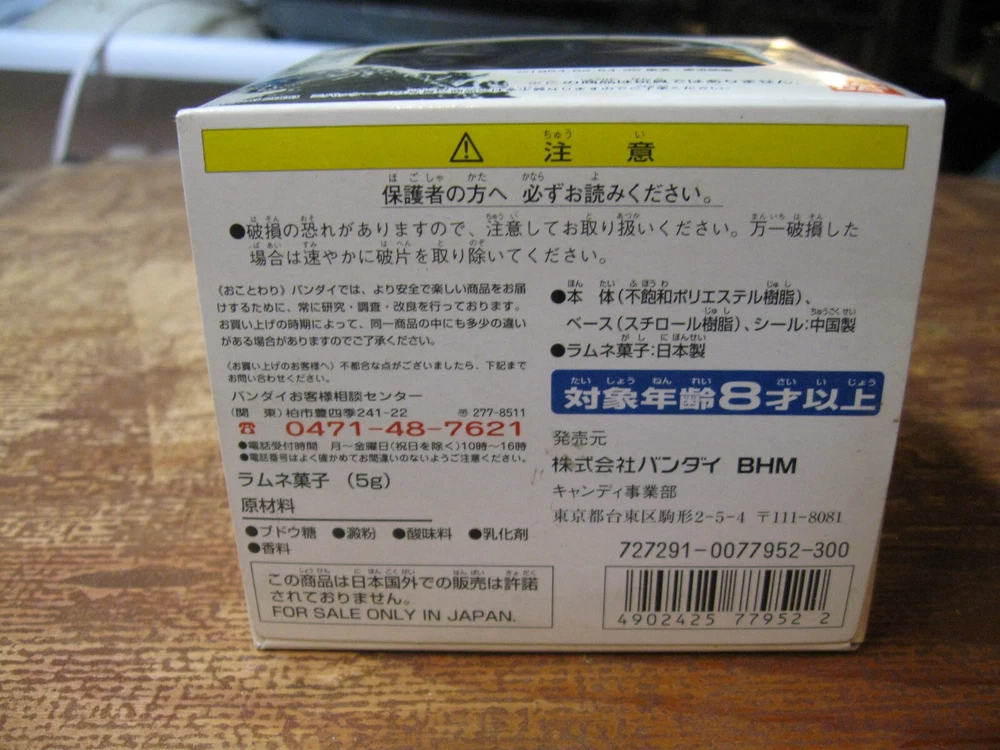 ⚠ 注意
保護者の方へ 必ずお読みください。
●破損の恐れがありますので、注意してお取り扱いください。万一破損した
場合は速やかに破片を取り除いてください。
《おことわり》バンダイでは、より安全で楽しい商品をお届
けするために、常に研究・調査・改良を行っております。
お買い上げの時期によって、同一商品の中にも多少の違い
がある場合がありますのでご了承ください。
《お買い上げのお客様へ》不都合な点がございましたら、下記まで
お問い合わせください。
バンダイお客様相談センター
(関 東)柏市豊四季241-22 〒277-8511
☎ 0471-48-7621
●電話受付時間 月〜金曜日(祝日を除く)10時〜16時
●電話番号はよく確かめてお間違いのないようご注意ください。
ラムネ菓子 (5g)
原材料
●ブドウ糖 ●澱粉 ●酸味料 ●乳化剤
●香料
この商品は日本国外での販売は許諾
されておりません。
FOR SALE ONLY IN JAPAN.
●本 体(不飽和ポリエステル樹脂)、
ベース(スチロール樹脂)、シール:中国製
●ラムネ菓子:日本製
対象年齢8才以上
発売元
株式会社バンダイ BHM
キャンディ事業部
東京都台東区駒形2-5-4 〒111-8081
727291-0077952-300
4902425 77952 2